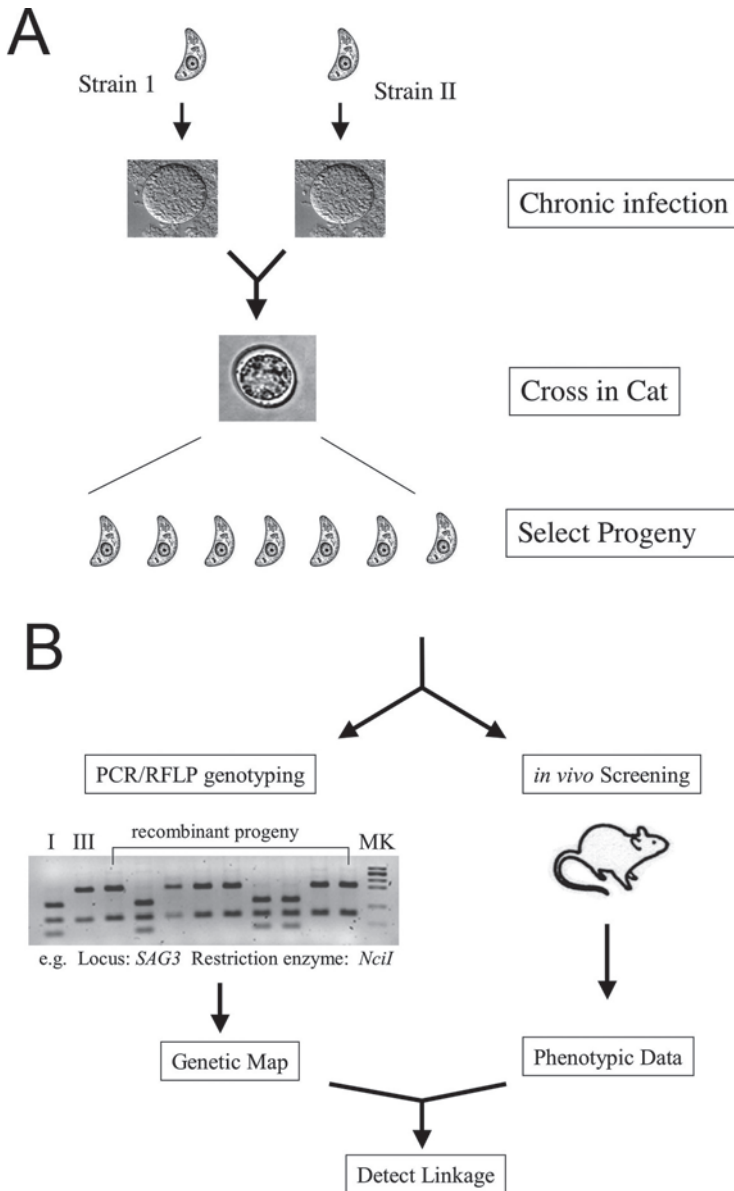 A
Strain 1
Strain II
Chronic infection
Cross in Cat
Select Progeny
B
PCR/RFLP genotyping
in vivo Screening
I III recombinant progeny MK
e.g. Locus: SAG3 Restriction enzyme: NciI
Genetic Map
Phenotypic Data
Detect Linkage